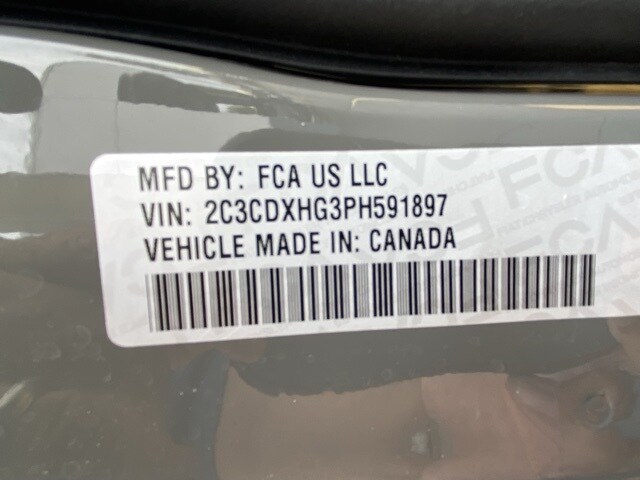 MFD BY: FCA US LLC
VIN: 2C3CDXHG3PH591897
VEHICLE MADE IN: CANADA